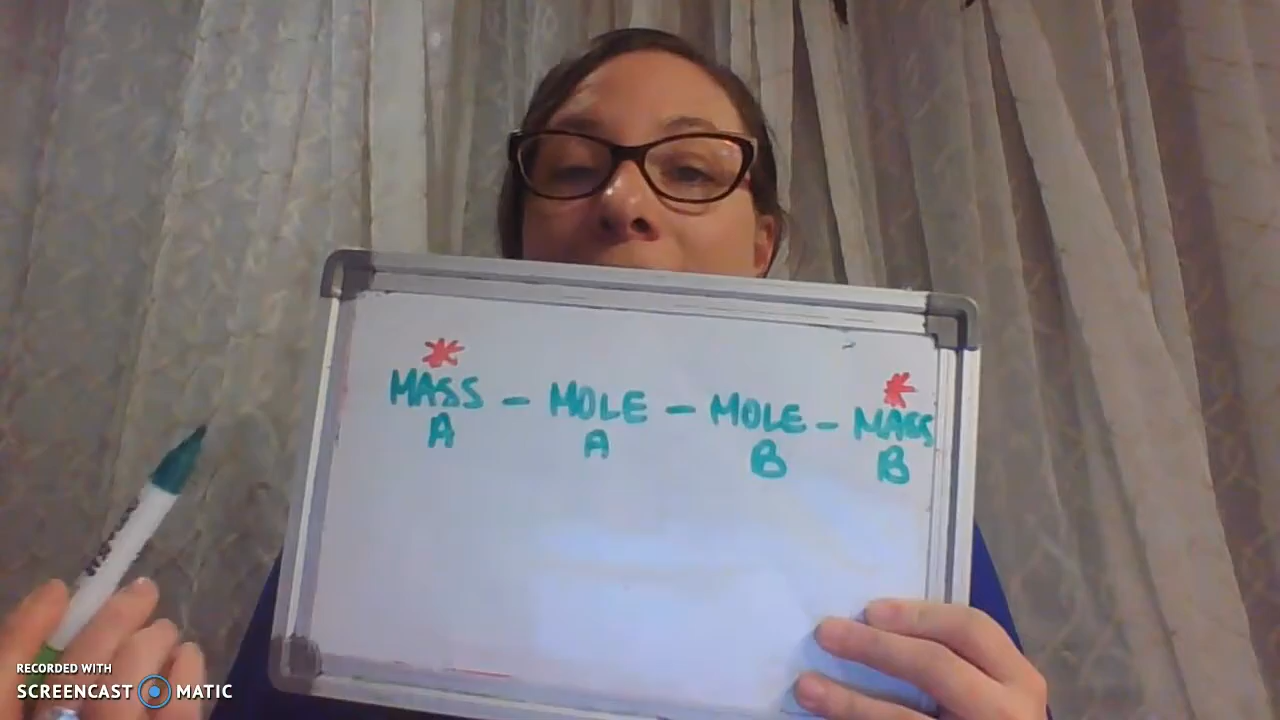 * *
MASS - MOLE - MOLE - MASS
A A B B
RECORDED WITH
SCREENCAST MATIC